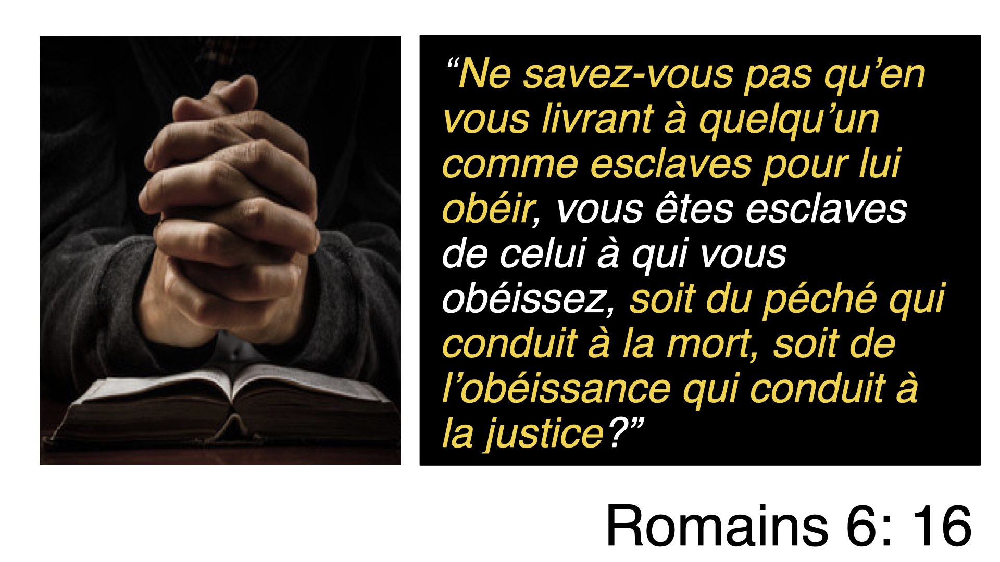 “Ne savez-vous pas qu’en
vous livrant à quelqu’un
comme esclaves pour lui
obéir, vous êtes esclaves
de celui à qui vous
obéissez, soit du péché qui
conduit à la mort, soit de
l’obéissance qui conduit à
la justice?”
Romains 6: 16